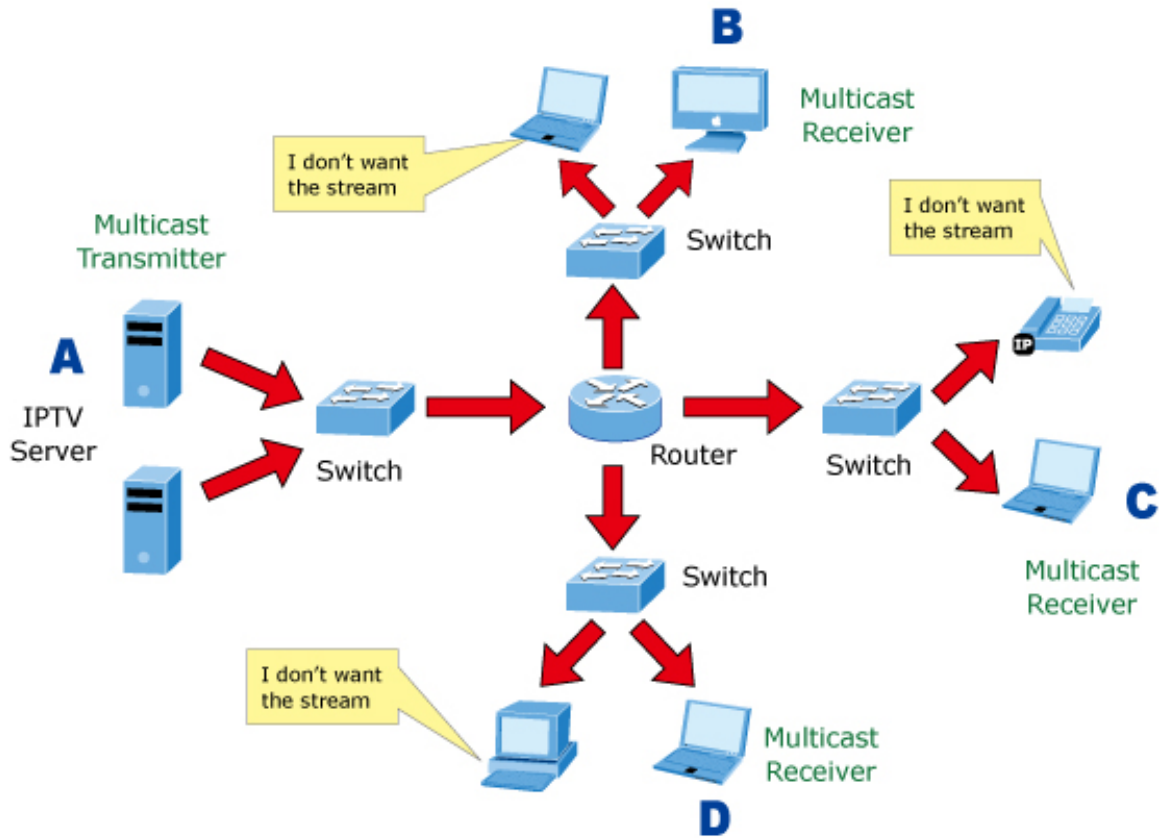 B
Multicast
Receiver
I don't want
the stream
I don't want
the stream
Multicast
Transmitter
Switch
A
IPTV
Server
IP
Switch
Router
Switch
C
Switch
Multicast
Receiver
I don't want
the stream
Multicast
Receiver
D